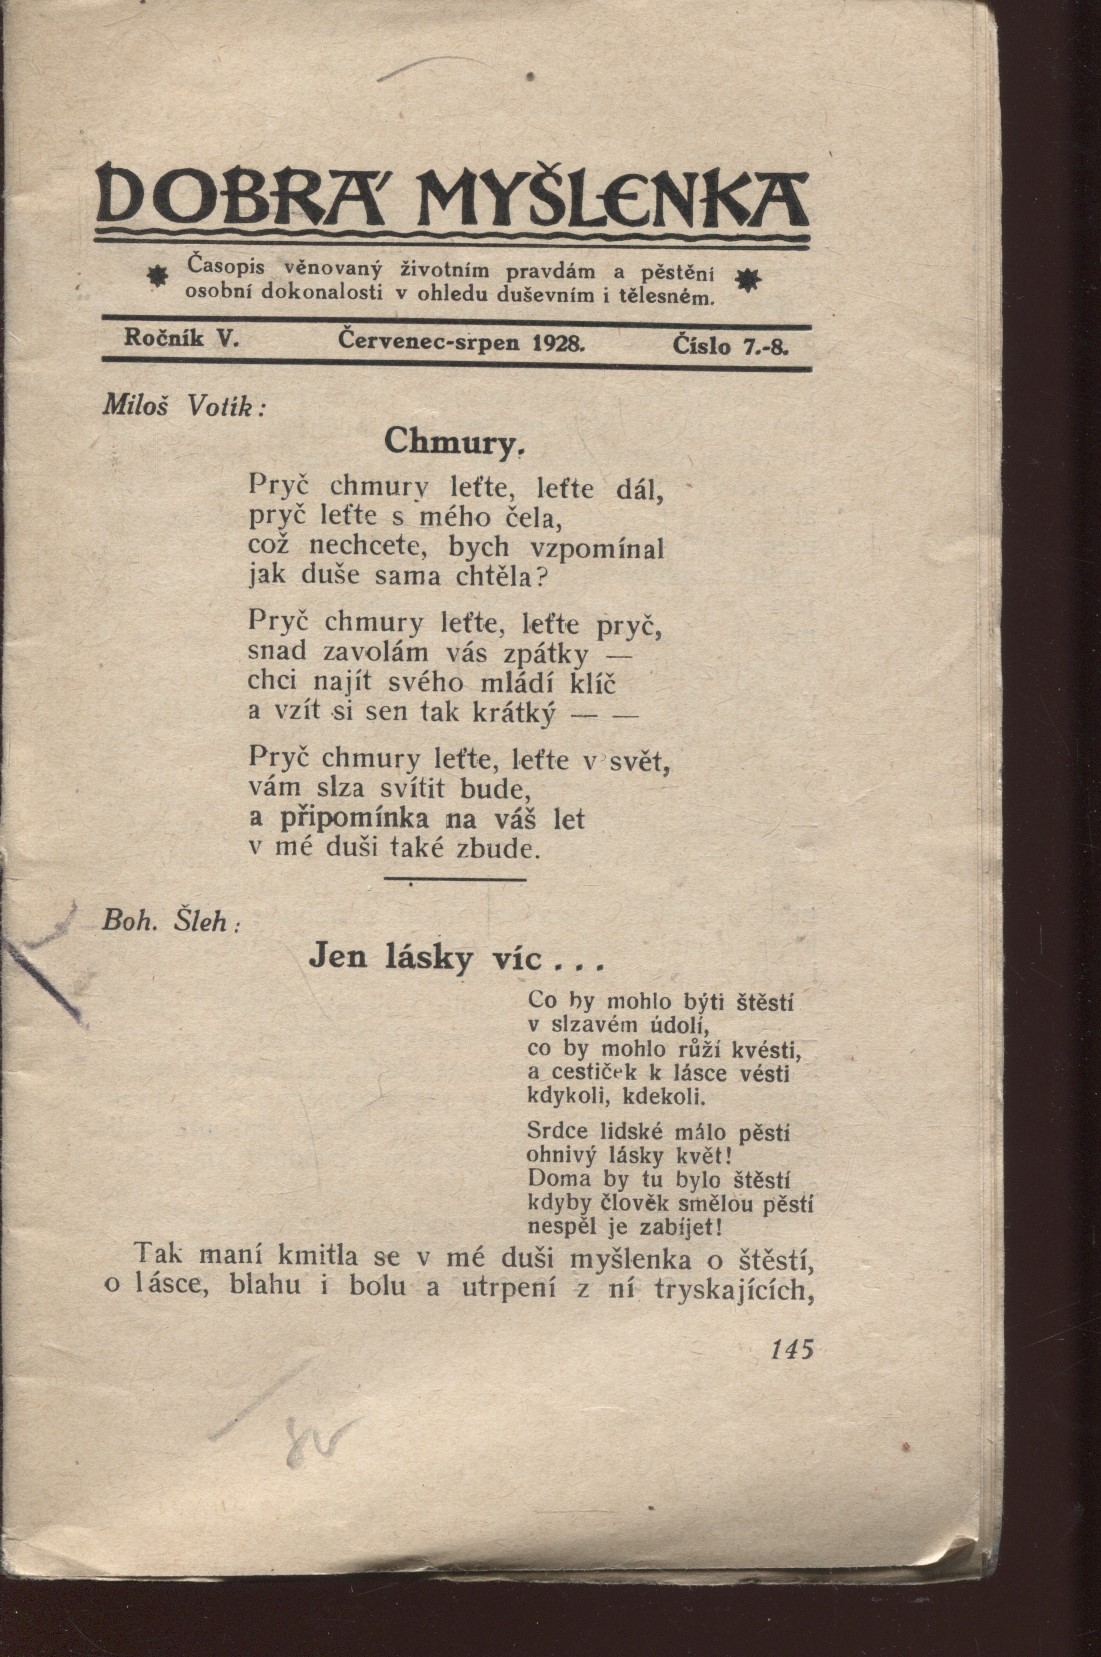 DOBRÁ MYŠLENKA
Časopis věnovaný životním pravdám a pěstění
osobní dokonalosti v ohledu duševním i tělesném.
Ročník V. Červenec-srpen 1928. Číslo 7.-8.
Miloš Votik:
Chmury.
Pryč chmury leťte, leťte dál,
pryč leťte s mého čela,
což nechcete, bych vzpomínal
jak duše sama chtěla?
Pryč chmury leťte, leťte pryč,
snad zavolám vás zpátky —
chci najít svého mládí klíč
a vzít si sen tak krátký — —
Pryč chmury leťte, leťte v svět,
vám slza svítit bude,
a připomínka na váš let
v mé duši také zbude.
Boh. Šleh:
Jen lásky víc . . .
Co by mohlo býti štěstí
v slzavém údolí,
co by mohlo růží kvésti,
a cestiček k lásce vésti
kdykoli, kdekoli.
Srdce lidské málo pěstí
ohnivý lásky květ!
Doma by tu bylo štěstí
kdyby člověk smělou pěstí
nespěl je zabíjet!
Tak maní kmitla se v mé duši myšlenka o štěstí,
o lásce, blahu i bolu a utrpení z ní tryskajících,
145